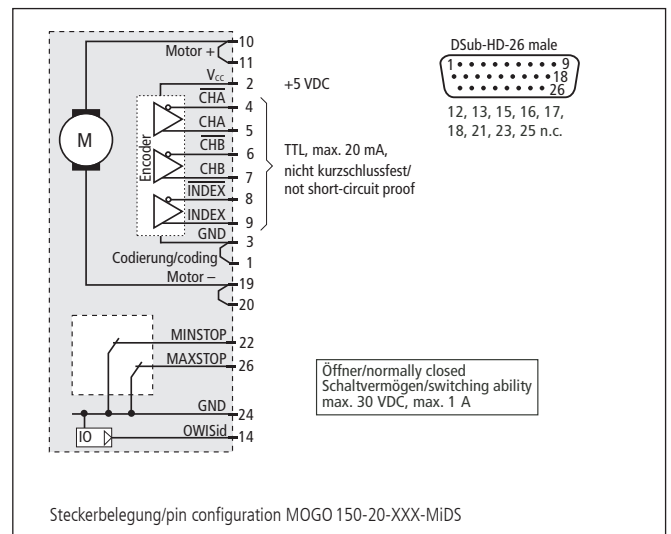 Motor +
10
11
Vcc
2
+5 VDC
CHA
4
CHA
5
CHB
6
CHB
7
INDEX
8
INDEX
9
GND
3
Codierung/coding
1
Motor –
19
20
M
Encoder
TTL, max. 20 mA,
nicht kurzschlussfest/
not short-circuit proof
DSub-HD-26 male
1 9
18
26
12, 13, 15, 16, 17,
18, 21, 23, 25 n.c.
MINSTOP
22
MAXSTOP
26
GND
24
IO
OWISid
14
Öffner/normally closed
Schaltvermögen/switching ability
max. 30 VDC, max. 1 A
Steckerbelegung/pin configuration MOGO 150-20-XXX-MiDS